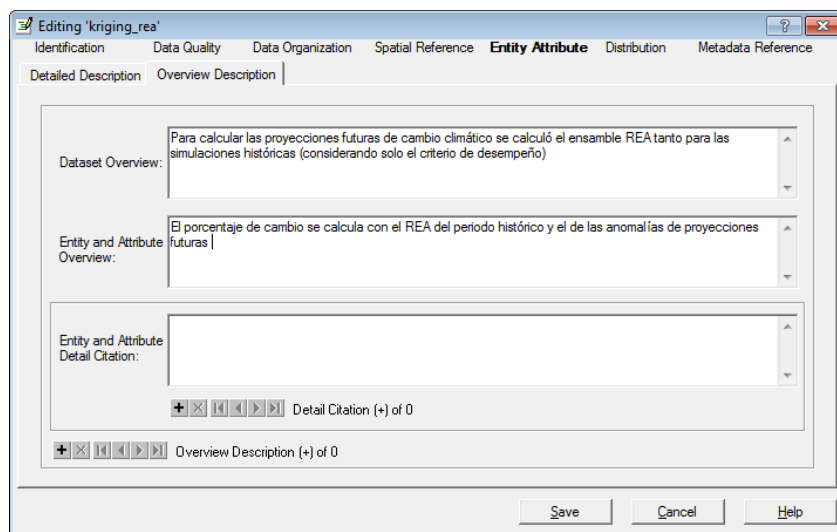 Editing 'kriging_rea'
Identification Data Quality Data Organization Spatial Reference Entity Attribute Distribution Metadata Reference
Detailed Description Overview Description
Dataset Overview:
Para calcular las proyecciones futuras de cambio climático se calculó el ensamble REA tanto para las
simulaciones históricas (considerando solo el criterio de desempeño)
Entity and Attribute
Overview:
El porcentaje de cambio se calcula con el REA del periodo histórico y el de las anomalías de proyecciones
futuras
Entity and Attribute
Detail Citation:
Detail Citation (+) of 0
Overview Description (+) of 0
Save Cancel Help